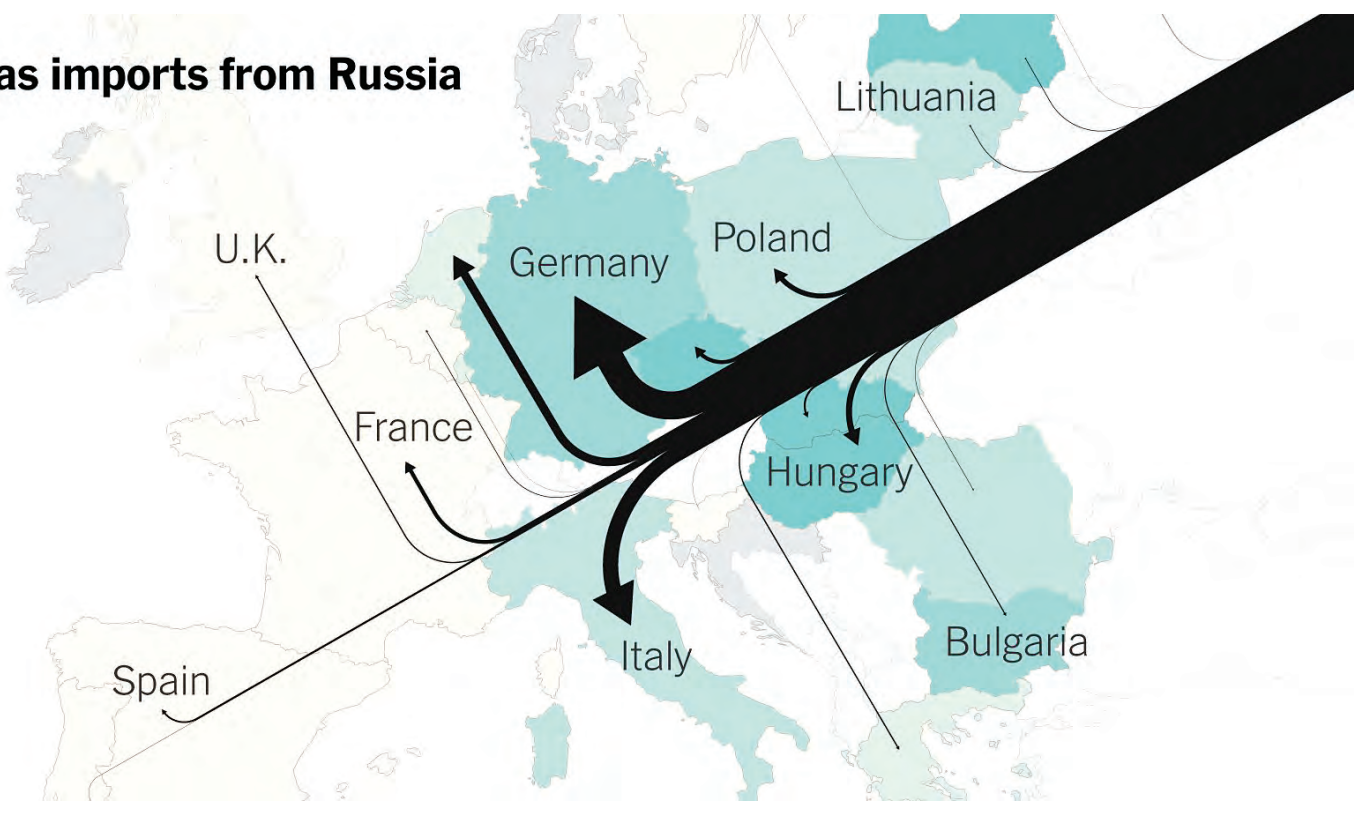 as imports from Russia
Lithuania
Poland
U.K.
Germany
France
Hungary
Bulgaria
Italy
Spain